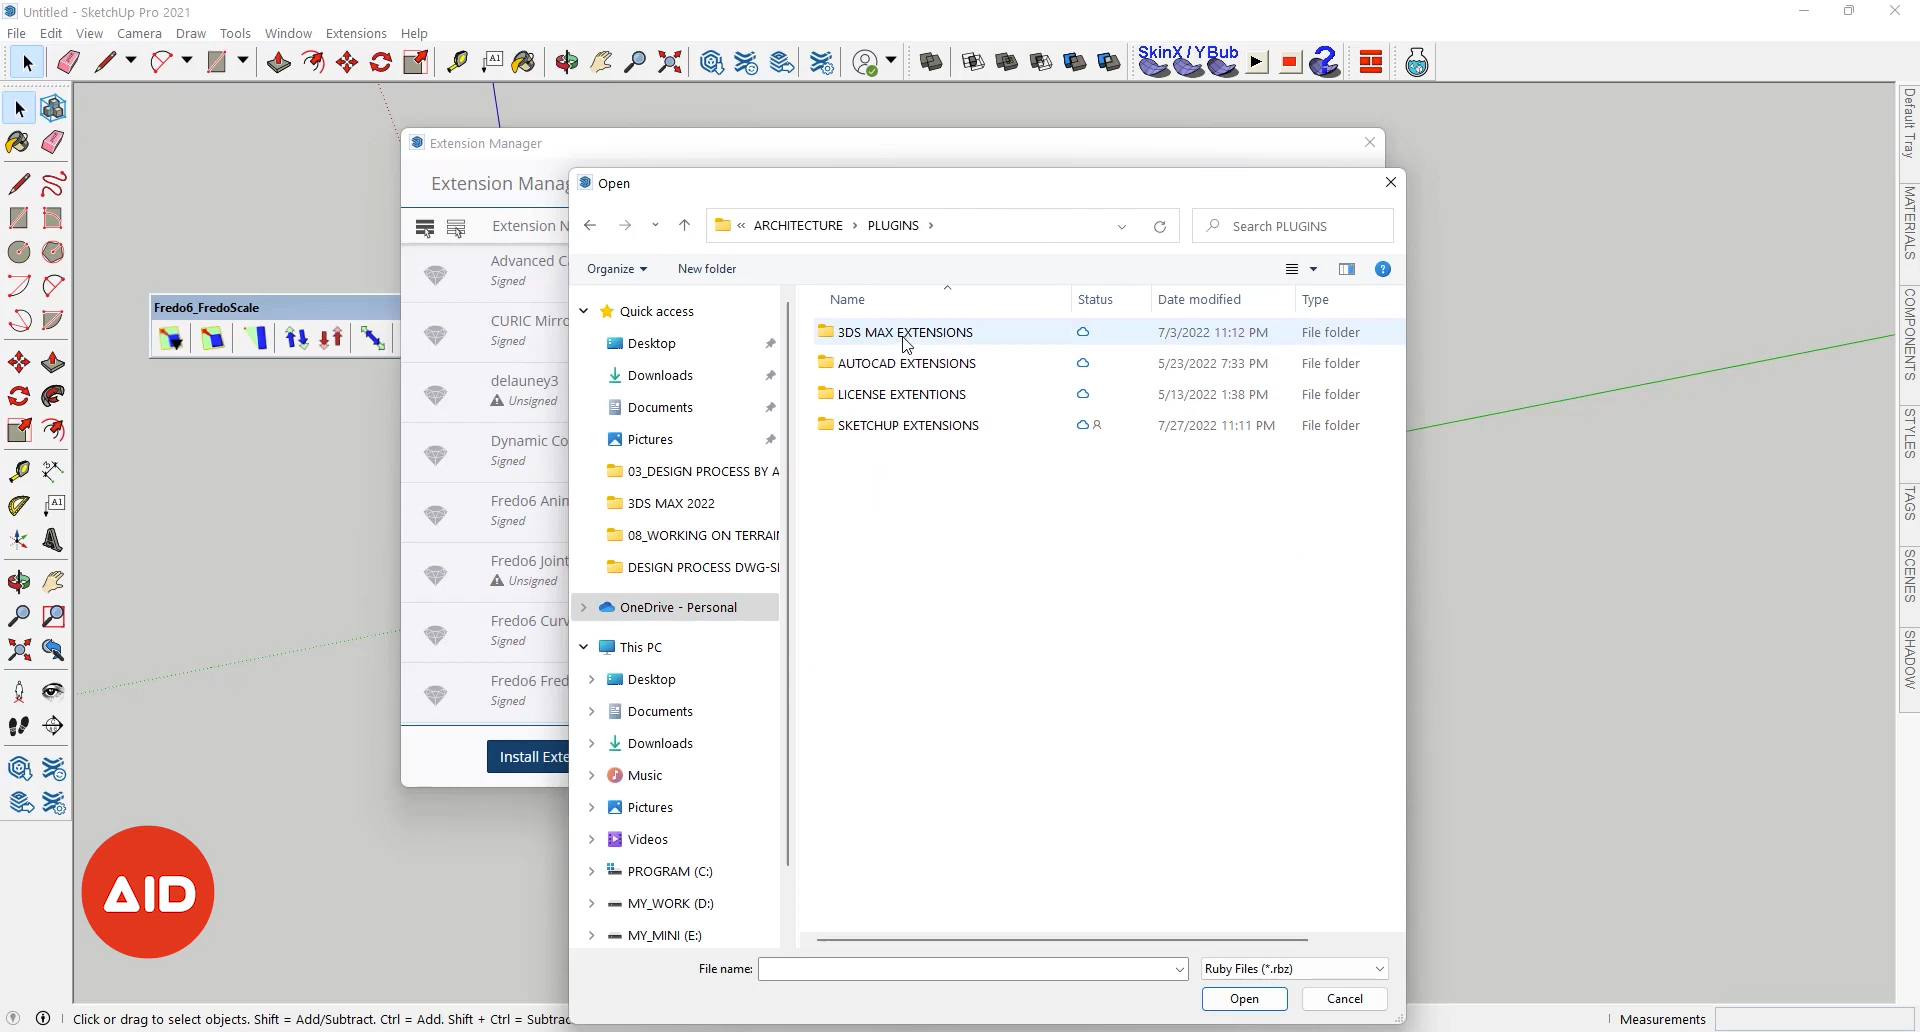 Untitled - SketchUp Pro 2021
File Edit View Camera Draw Tools Window Extensions Help
A1
SkinX / YBub
Default Tray
MATERIALS
COMPONENTS
STYLES
TAGS
SCENES
SHADOW
A1
Fredo6_FredoScale
Extension Manager
Extension Mana
Extension N
Advanced C
Signed
CURIC Mirro
Signed
delauney3
Unsigned
Dynamic Co
Signed
Fredo6 Anim
Signed
Fredo6 Joint
Unsigned
Fredo6 Curv
Signed
Fredo6 Fred
Signed
Install Exte
Open
« ARCHITECTURE › PLUGINS ›
Search PLUGINS
Organize
New folder
Quick access
Desktop
Downloads
Documents
Pictures
03_DESIGN PROCESS BY A
3DS MAX 2022
08_WORKING ON TERRAIN
DESIGN PROCESS DWG-S
OneDrive - Personal
This PC
Desktop
Documents
Downloads
Music
Pictures
Videos
PROGRAM (C:)
MY_WORK (D:)
MY_MINI (E:)
Name Status Date modified Type
3DS MAX EXTENSIONS 7/3/2022 11:12 PM File folder
AUTOCAD EXTENSIONS 5/23/2022 7:33 PM File folder
LICENSE EXTENTIONS 5/13/2022 1:38 PM File folder
SKETCHUP EXTENSIONS 7/27/2022 11:11 PM File folder
File name:
Ruby Files (*.rbz)
Open
Cancel
AID
Click or drag to select objects. Shift = Add/Subtract. Ctrl = Add. Shift + Ctrl = Subtrac
Measurements